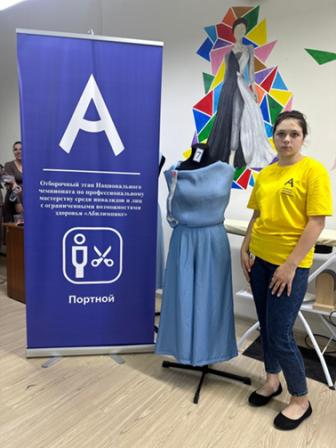 А
Отборочный этап Национального
чемпионата по профессиональному
мастерству среди инвалидов и лиц
с ограниченными возможностями
здоровья «Абилимпикс»
Портной
А